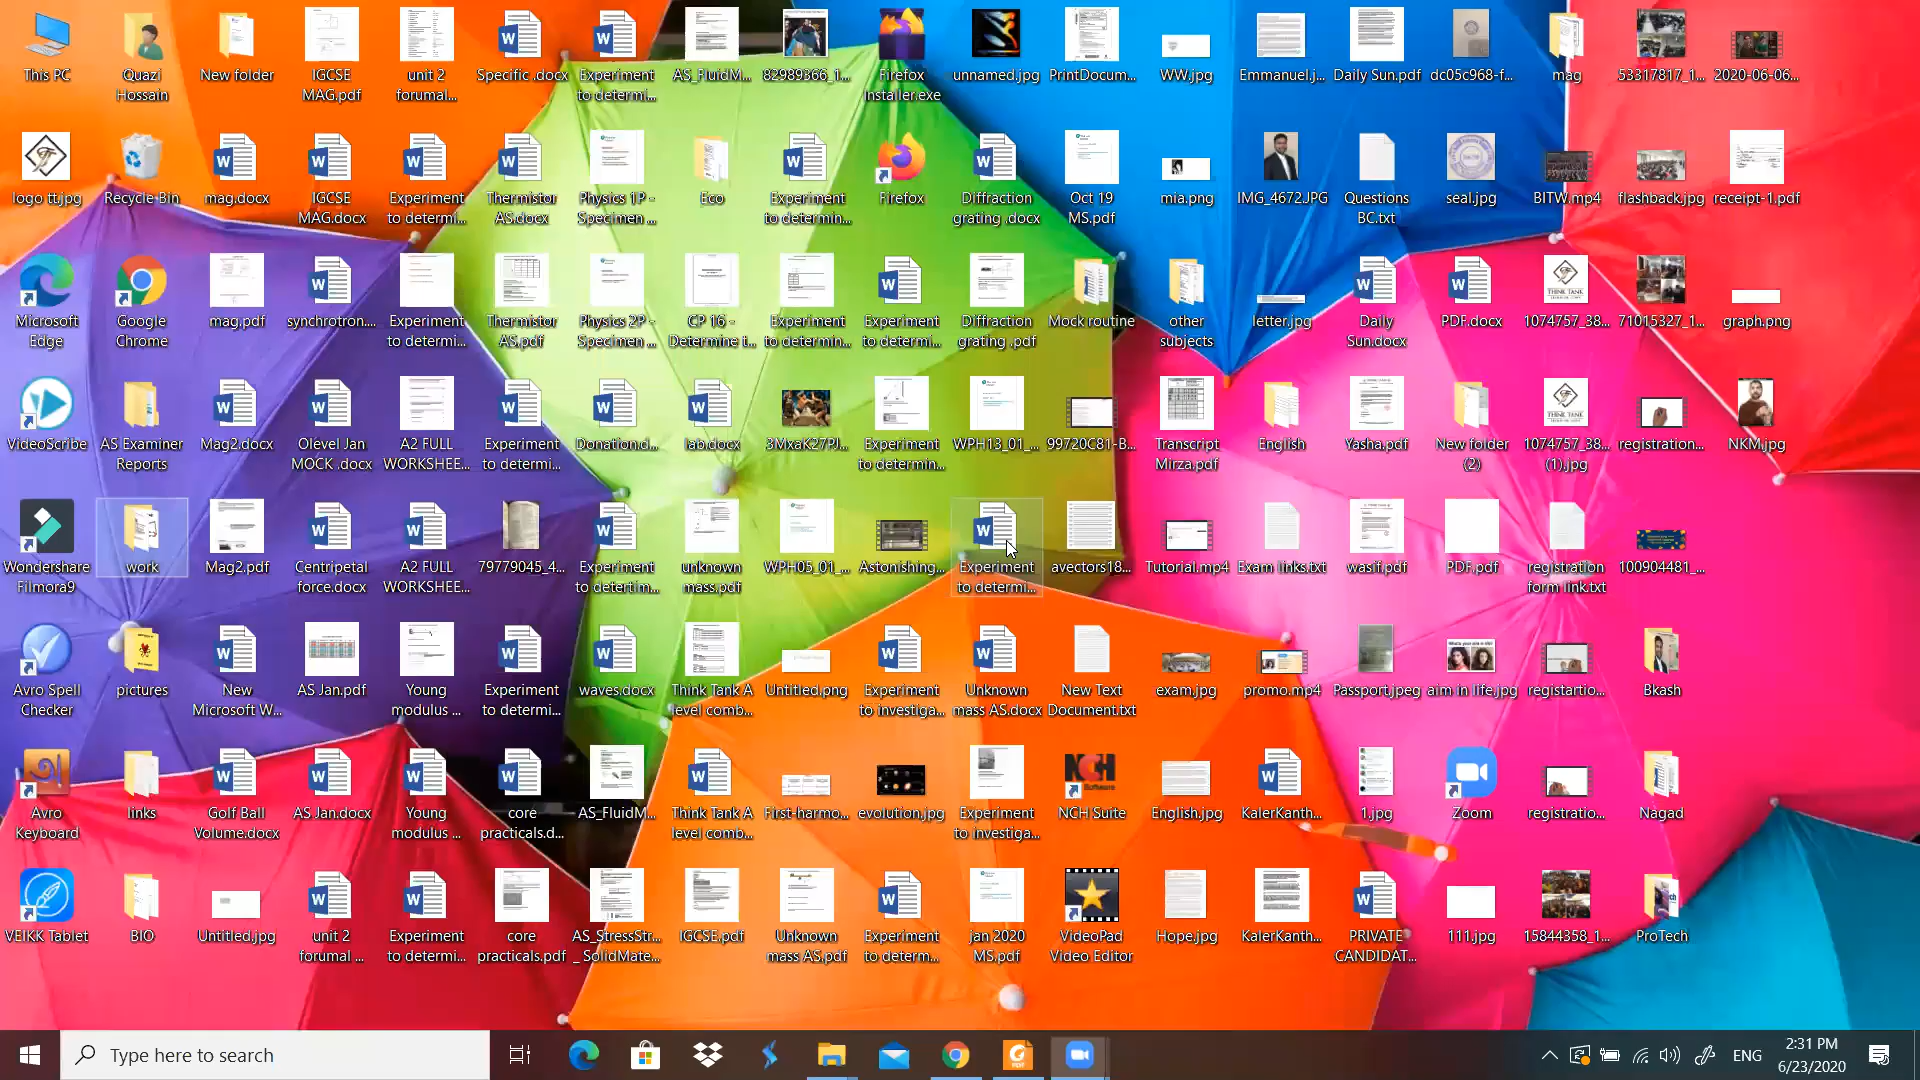 This PC
Quazi
Hossain
New folder
IGCSE
MAG.pdf
unit 2
forumal...
Specific .docx
Experiment
to determi...
AS_FluidM...
82989366_1...
Firefox
Installer.exe
unnamed.jpg
PrintDocum...
WW.jpg
Emmanuel.j...
Daily Sun.pdf
dc05c968-f...
mag
53317817_1...
2020-06-06...
logo tt.jpg
Recycle Bin
mag.docx
IGCSE
MAG.docx
Experiment
to determi...
Thermistor
AS.docx
Physics 1P -
Specimen ...
Eco
Experiment
to determin...
Firefox
Diffraction
grating .docx
Oct 19
MS.pdf
mia.png
IMG_4672.JPG
Questions
BC.txt
seal.jpg
BITW.mp4
flashback.jpg
receipt-1.pdf
Microsoft
Edge
Google
Chrome
mag.pdf
synchrotron....
Experiment
to determi...
Thermistor
AS.pdf
Physics 2P -
Specimen ...
CP 16 -
Determine t...
Experiment
to determin...
Experiment
to determi...
Diffraction
grating .pdf
Mock routine
other
subjects
letter.jpg
Daily
Sun.docx
PDF.docx
THINK TANK
1074757_38...
71015327_1...
graph.png
VideoScribe
AS Examiner
Reports
Mag2.docx
Olevel Jan
MOCK .docx
A2 FULL
WORKSHEE...
Experiment
to determi...
Donation.d...
lab.docx
3MxaK27PJ...
Experiment
to determin...
WPH13_01_...
99720C81-B...
Transcript
Mirza.pdf
English
Yasha.pdf
New folder
(2)
THINK TANK
1074757_38...
(1).jpg
registration...
NKM.jpg
Wondershare
Filmora9
work
Mag2.pdf
Centripetal
force.docx
A2 FULL
WORKSHEE...
79779045_4...
Experiment
to detertim...
unknown
mass.pdf
WPH05_01_...
Astonishing...
Experiment
to determi...
avectors18...
Tutorial.mp4
Exam links.txt
wasif.pdf
PDF.pdf
registration
form link.txt
100904481_...
Avro Spell
Checker
pictures
New
Microsoft W...
AS Jan.pdf
Young
modulus ...
Experiment
to determi...
waves.docx
Think Tank A
level comb...
Untitled.png
Experiment
to investiga...
Unknown
mass AS.docx
New Text
Document.txt
exam.jpg
promo.mp4
Passport.jpeg
aim in life.jpg
registartio...
Bkash
Avro
Keyboard
links
Golf Ball
Volume.docx
AS Jan.docx
Young
modulus ...
core
practicals.d...
AS_FluidM...
Think Tank A
level comb...
First-harmo...
evolution.jpg
Experiment
to investiga...
NCH Suite
English.jpg
KalerKanth...
1.jpg
Zoom
registratio...
Nagad
VEIKK Tablet
BIO
Untitled.jpg
unit 2
forumal ...
Experiment
to determi...
core
practicals.pdf
AS_StressStr...
_ SolidMate...
IGCSE.pdf
Unknown
mass AS.pdf
Experiment
to determ...
jan 2020
MS.pdf
VideoPad
Video Editor
Hope.jpg
KalerKanth...
PRIVATE
CANDIDAT...
111.jpg
15844358_1...
ProTech
Type here to search
ENG
2:31 PM
6/23/2020